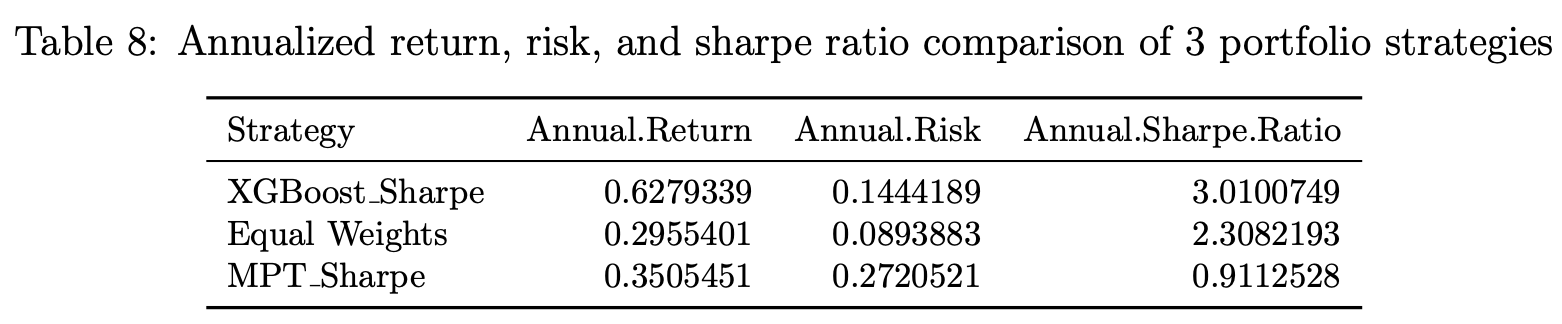 Table 8: Annualized return, risk, and sharpe ratio comparison of 3 portfolio strategies
Strategy Annual.Return Annual.Risk Annual.Sharpe.Ratio
XGBoost_Sharpe 0.6279339 0.1444189 3.0100749
Equal Weights 0.2955401 0.0893883 2.3082193
MPT_Sharpe 0.3505451 0.2720521 0.9112528